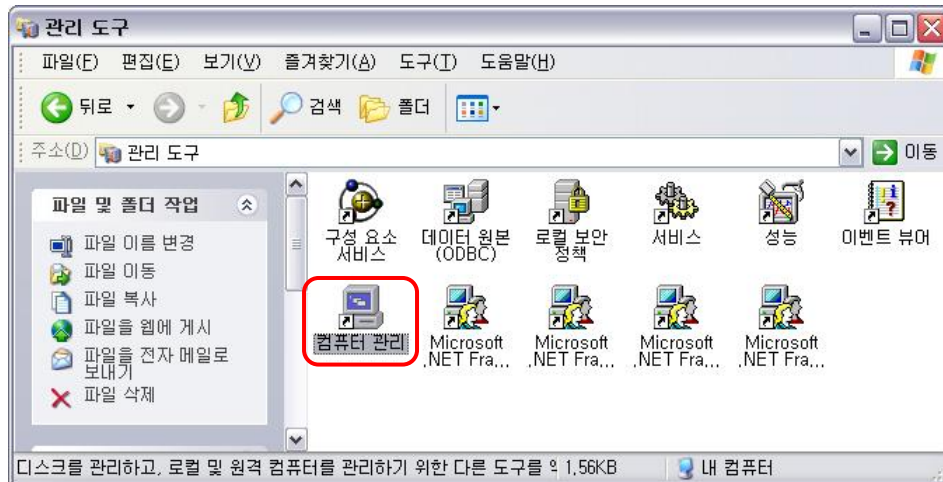 관리 도구
파일(F) 편집(E) 보기(V) 즐겨찾기(A) 도구(T) 도움말(H)
뒤로 검색 폴더
주소(D) 관리 도구 이동
파일 및 폴더 작업
파일 이름 변경
파일 이동
파일 복사
파일을 웹에 게시
파일을 전자 메일로
보내기
파일 삭제
구성 요소
서비스
데이터 원본
(ODBC)
로컬 보안
정책
서비스
성능
이벤트 뷰어
컴퓨터 관리
Microsoft
.NET Fra...
Microsoft
.NET Fra...
Microsoft
.NET Fra...
Microsoft
.NET Fra...
디스크를 관리하고, 로컬 및 원격 컴퓨터를 관리하기 위한 다른 도구를 1,56KB 내 컴퓨터